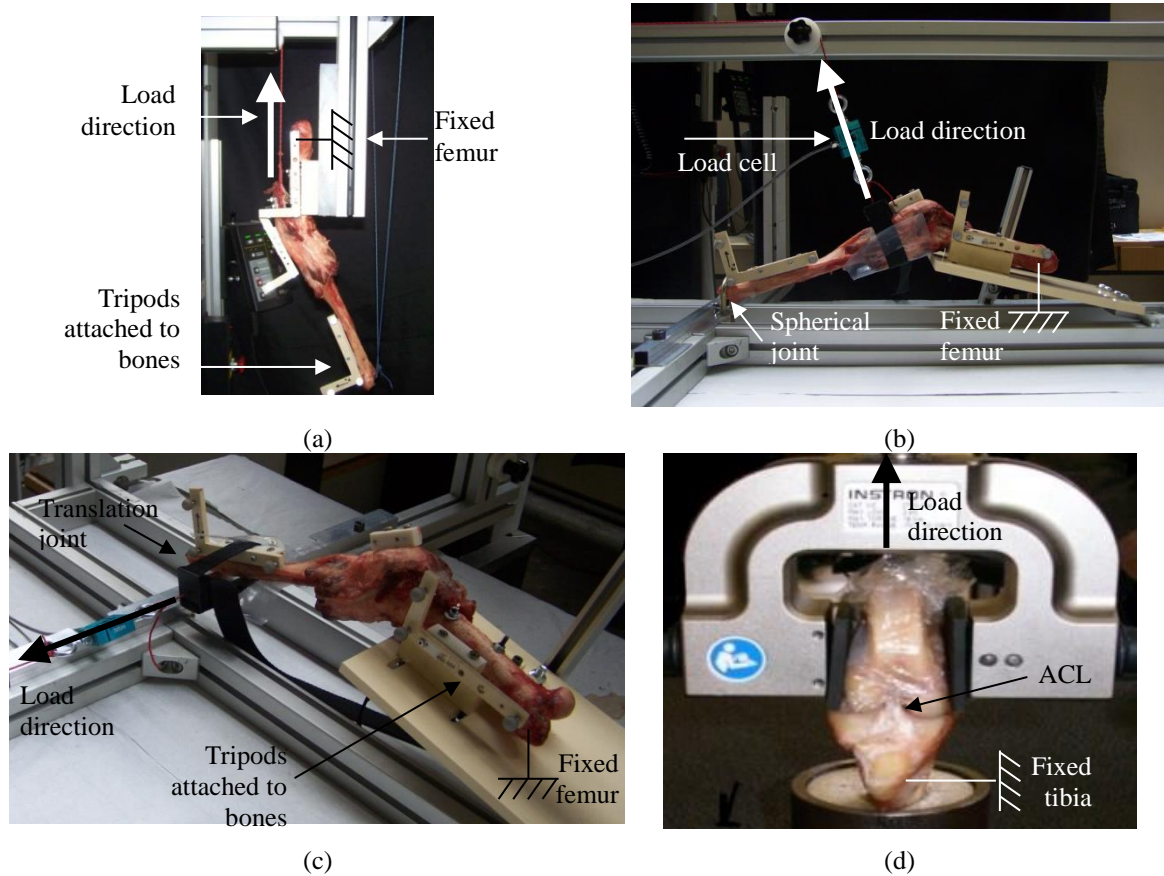 Load
direction
Fixed
femur
Tripods
attached to
bones
(a)
Load direction
Load cell
Spherical
joint
Fixed
femur
(b)
Translation
joint
Load
direction
Tripods
attached to
bones
Fixed
femur
(c)
INSTRON
Load
direction
ACL
Fixed
tibia
(d)